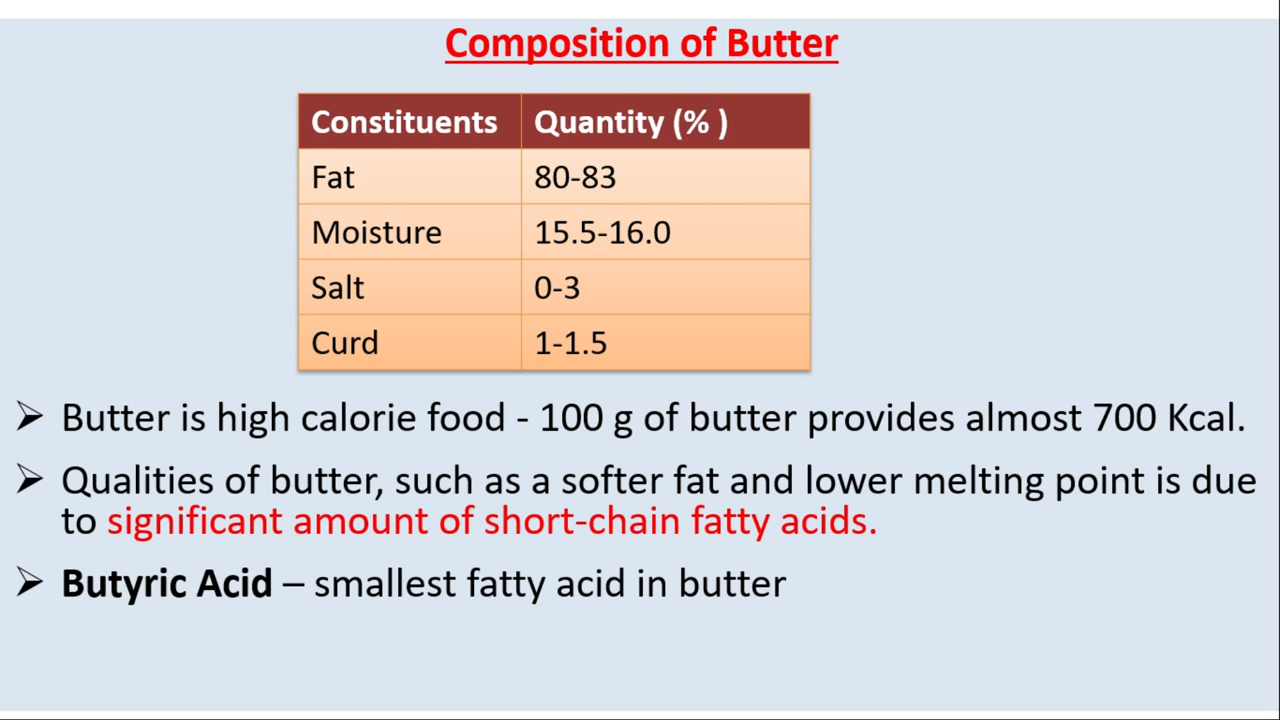 Composition of Butter
Constituents Quantity (% )
Fat 80-83
Moisture 15.5-16.0
Salt 0-3
Curd 1-1.5
➢ Butter is high calorie food - 100 g of butter provides almost 700 Kcal.
➢ Qualities of butter, such as a softer fat and lower melting point is due
to significant amount of short-chain fatty acids.
➢ Butyric Acid – smallest fatty acid in butter